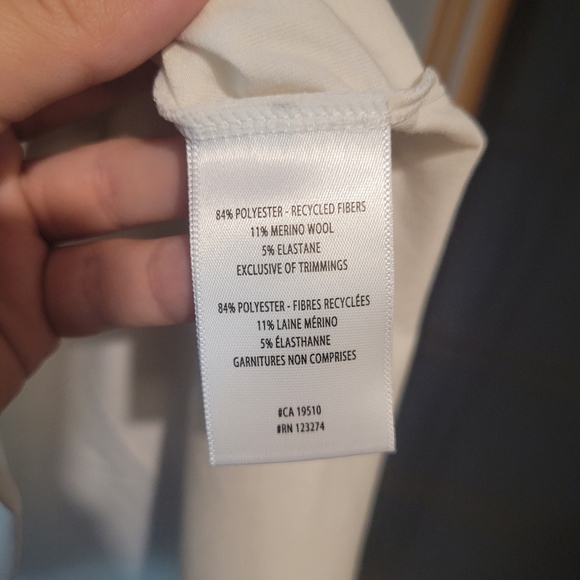 84% POLYESTER - RECYCLED FIBERS
11% MERINO WOOL
5% ELASTANE
EXCLUSIVE OF TRIMMINGS
84% POLYESTER - FIBRES RECYCLÉES
11% LAINE MÉRINO
5% ÉLASTHANNE
GARNITURES NON COMPRISES
#CA 19510
#RN 123274